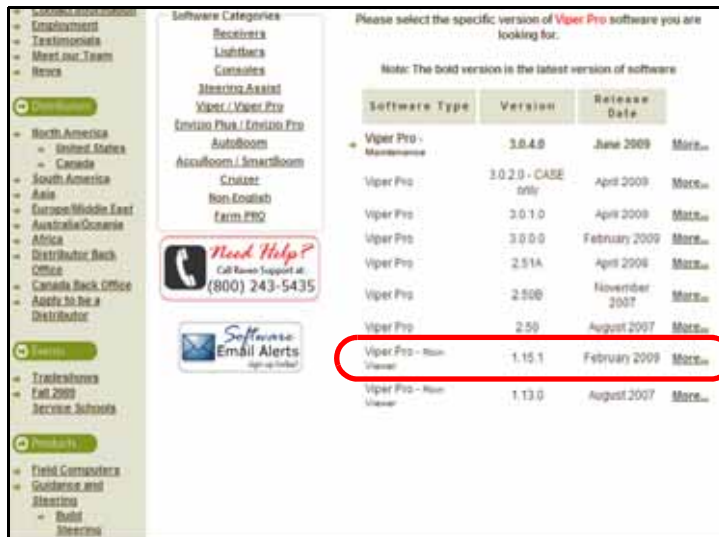 Employment
Testimonials
Meet our Team
News
Distributors
North America
United States
Canada
South America
Asia
Europe/Middle East
Australia/Oceania
Africa
Distributor Back
Office
Canada Back Office
Apply to be a
Distributor
Events
Tradeshows
Fall 2009
Service Schools
Products
Field Computers
Guidance and
Steering
Build
Steering
Software Categories
Receivers
Lightbars
Consoles
Steering Assist
Viper / Viper Pro
Envizio Plus / Envizio Pro
AutoBoom
AccuBoom / SmartBoom
Cruizer
Non English
Farm PRO
Need Help?
Call Raven Support at:
(800) 243-5435
Software
Email Alerts
sign up today!
Please select the specific version of Viper Pro software you are
looking for.
Note: The bold version is the latest version of software
Software Type Version Release Date
Viper Pro - Maintenance 3.0.4.0 June 2009 More...
Viper Pro 3.0.2.0 - CASE only April 2009 More...
Viper Pro 3.0.1.0 April 2009 More...
Viper Pro 3.0.0.0 February 2009 More...
Viper Pro 2.51A April 2008 More...
Viper Pro 2.50B November 2007 More...
Viper Pro 2.50 August 2007 More...
Viper Pro - Viewer 1.15.1 February 2009 More...
Viper Pro - Viewer 1.13.0 August 2007 More...